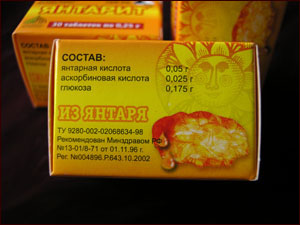 ЯНТАРИТ
20 таблеток по 0,25 г
СОСТАВ:
янтарная кислота 0,05 г
аскорбиновая кислота 0,025 г
глюкоза 0,175 г
ИЗ ЯНТАРЯ
ТУ 9280-002-02068634-98
Рекомендован Минздравом РФ
№13-01/8-71 от 01.11.96 г.
Рег. №004896.Р.643.10.2002